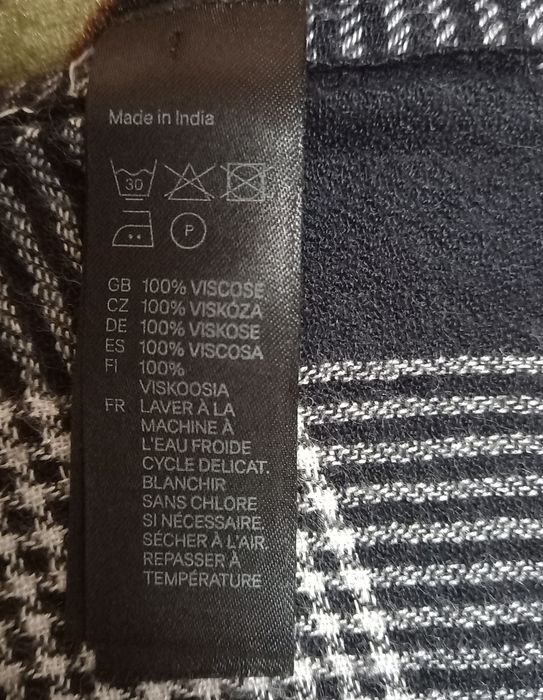 Made in India
30
P
GB 100% VISCOSE
CZ 100% VISKÓZA
DE 100% VISKOSE
ES 100% VISCOSA
FI 100%
VISKOOSIA
FR LAVER À LA
MACHINE À
L'EAU FROIDE
CYCLE DELICAT.
BLANCHIR
SANS CHLORE
SI NÉCESSAIRE.
SÉCHER À L'AIR.
REPASSER À
TEMPÉRATURE